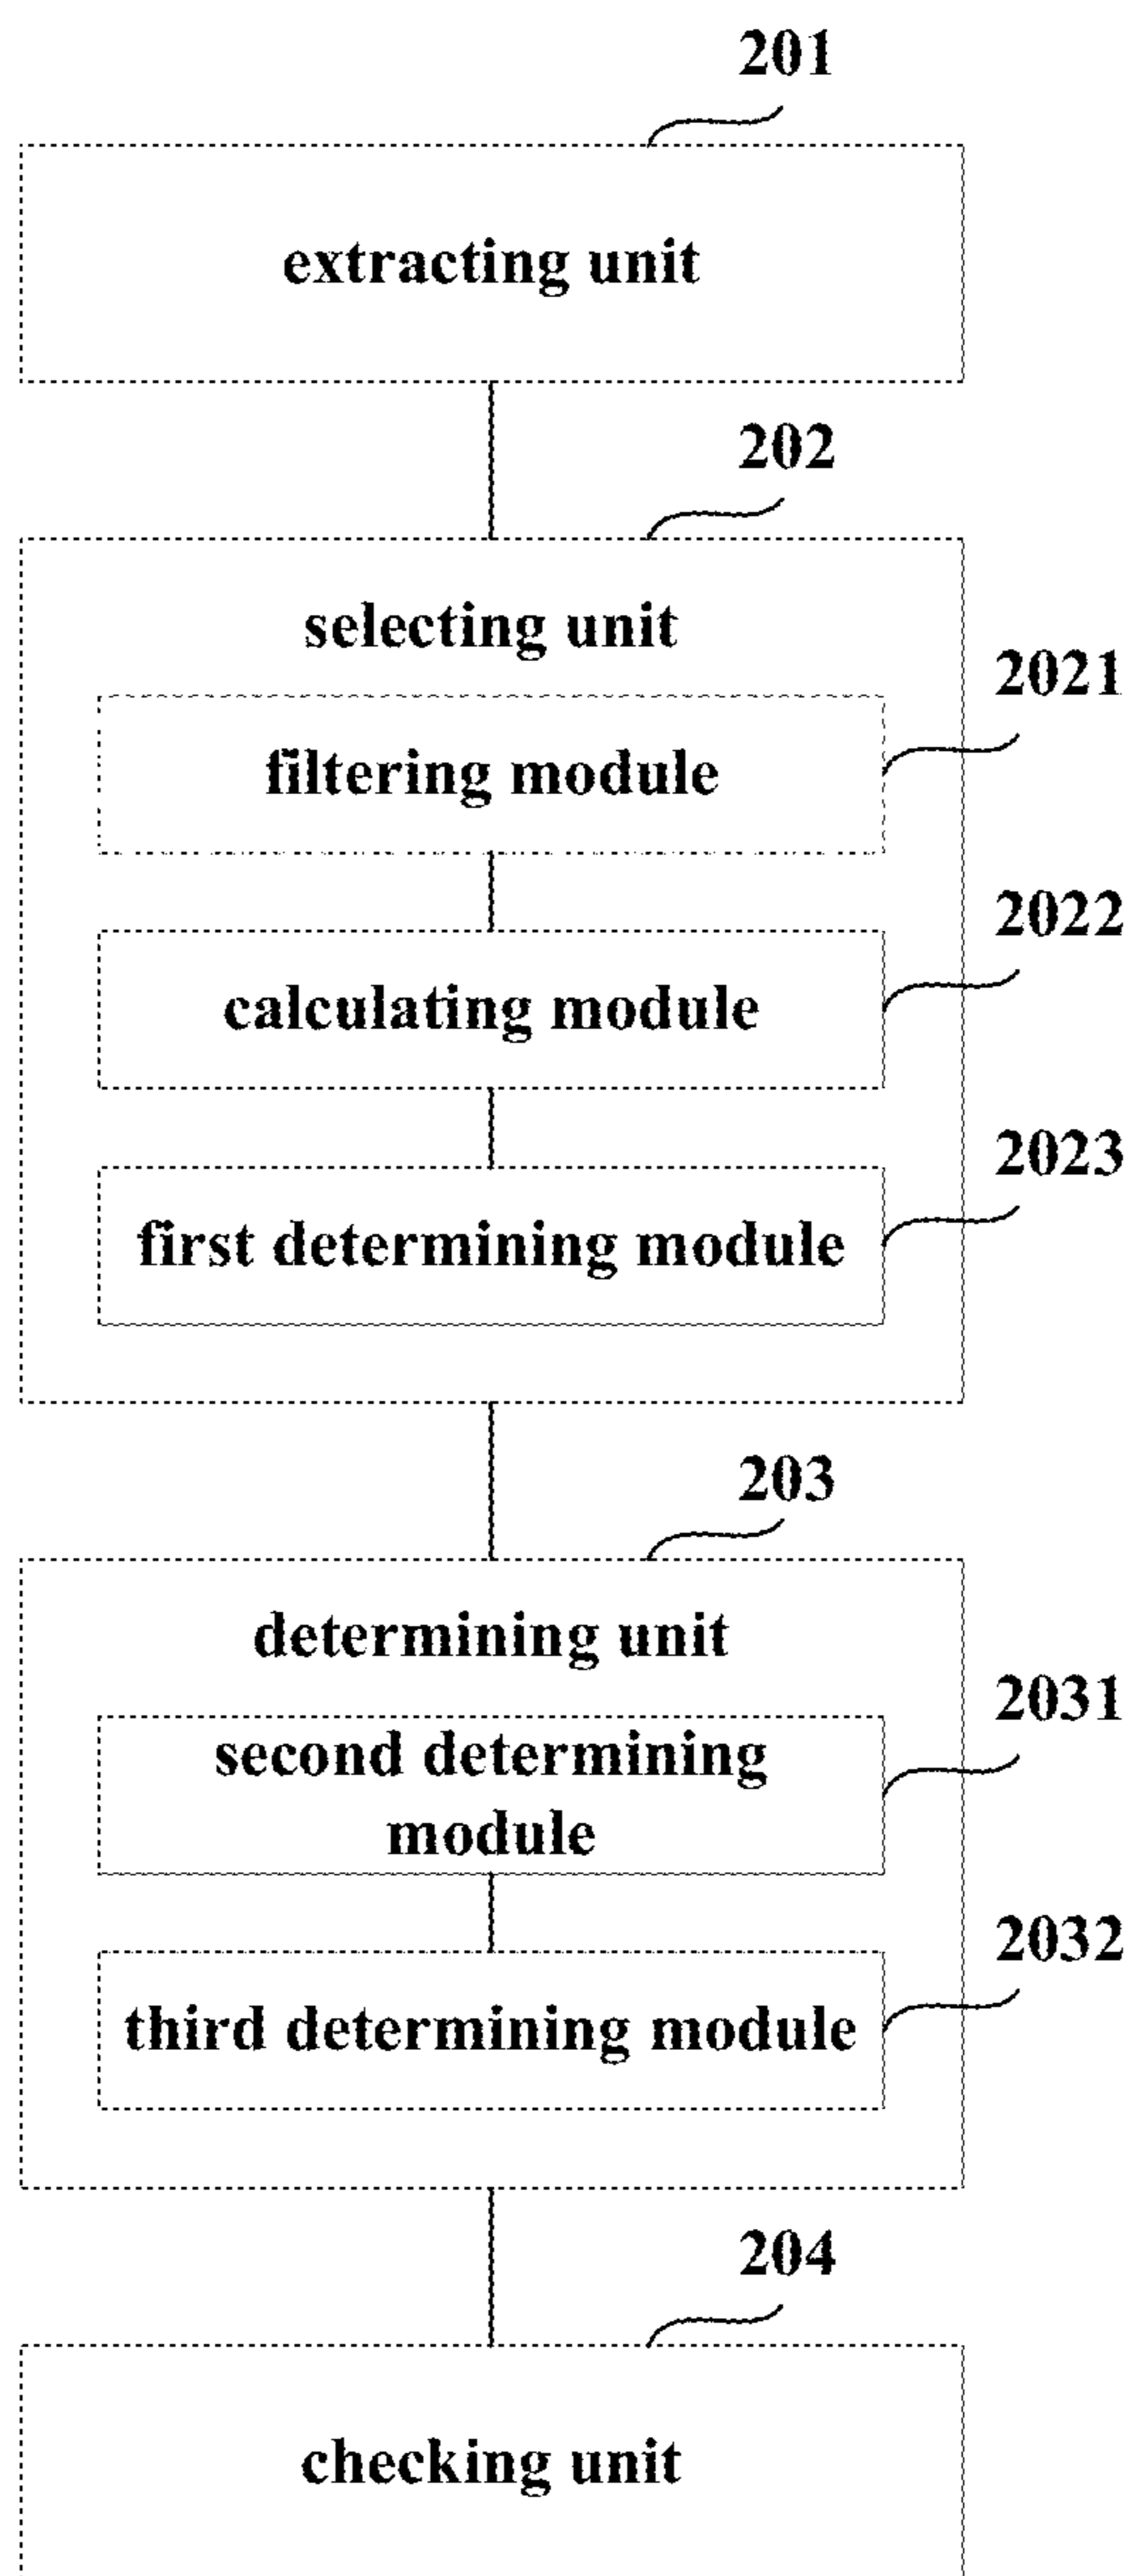 201
extracting unit
202
selecting unit
2021
filtering module
2022
calculating module
2023
first determining module
203
determining unit
2031
second determining
module
2032
third determining module
204
checking unit